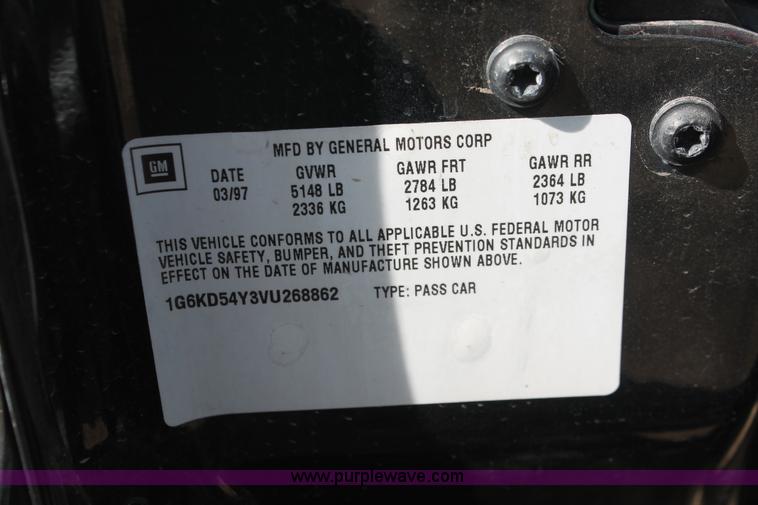 MFD BY GENERAL MOTORS CORP
GM
DATE GVWR GAWR FRT GAWR RR
03/97 5148 LB 2784 LB 2364 LB
2336 KG 1263 KG 1073 KG
THIS VEHICLE CONFORMS TO ALL APPLICABLE U.S. FEDERAL MOTOR
VEHICLE SAFETY, BUMPER, AND THEFT PREVENTION STANDARDS IN
EFFECT ON THE DATE OF MANUFACTURE SHOWN ABOVE.
1G6KD54Y3VU268862 TYPE: PASS CAR
www.purplewave.com